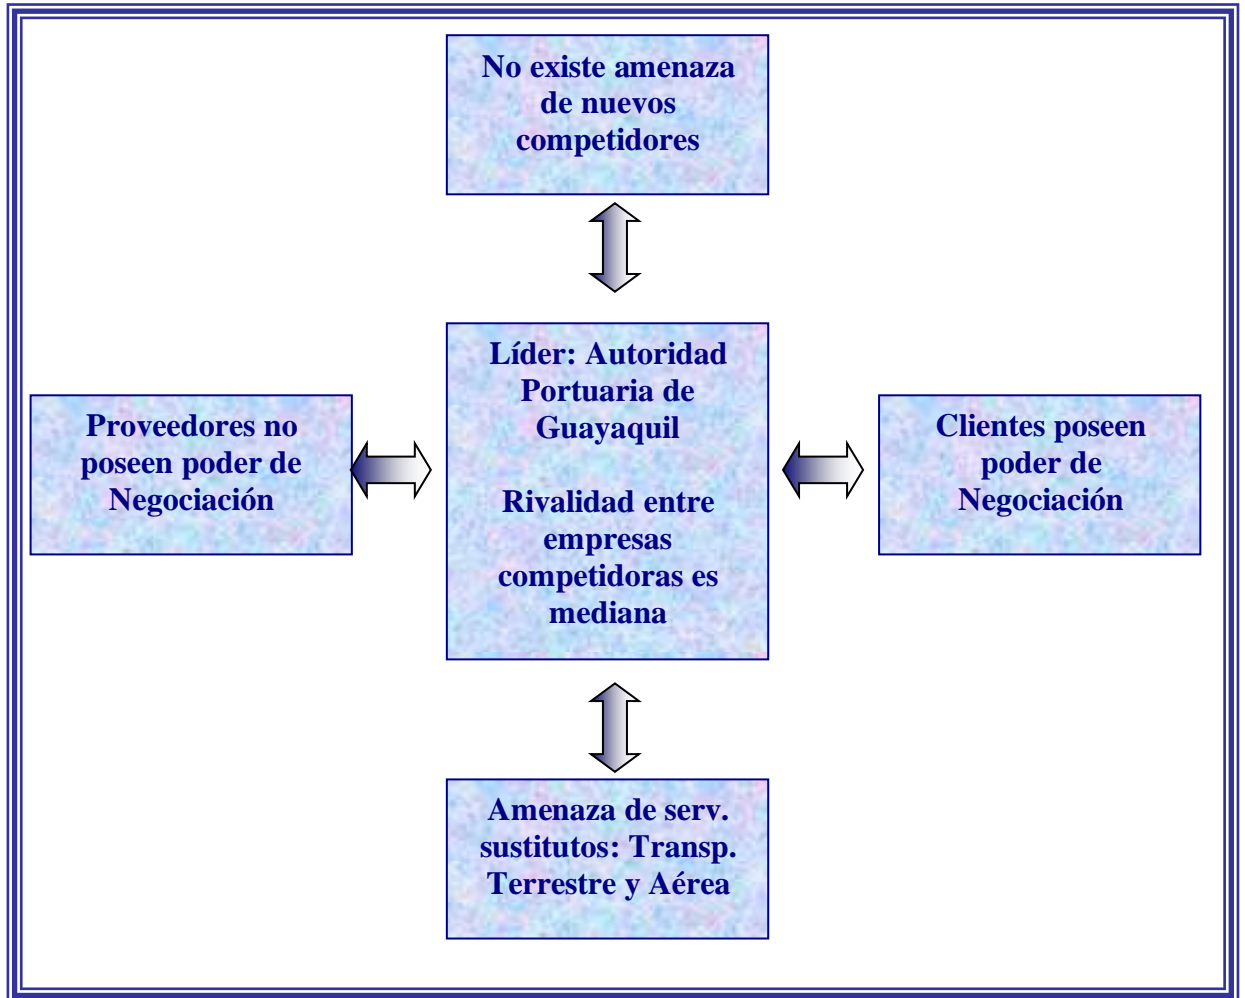 No existe amenaza
de nuevos
competidores
Líder: Autoridad
Portuaria de
Guayaquil
Rivalidad entre
empresas
competidoras es
mediana
Proveedores no
poseen poder de
Negociación
Clientes poseen
poder de
Negociación
Amenaza de serv.
sustitutos: Transp.
Terrestre y Aérea